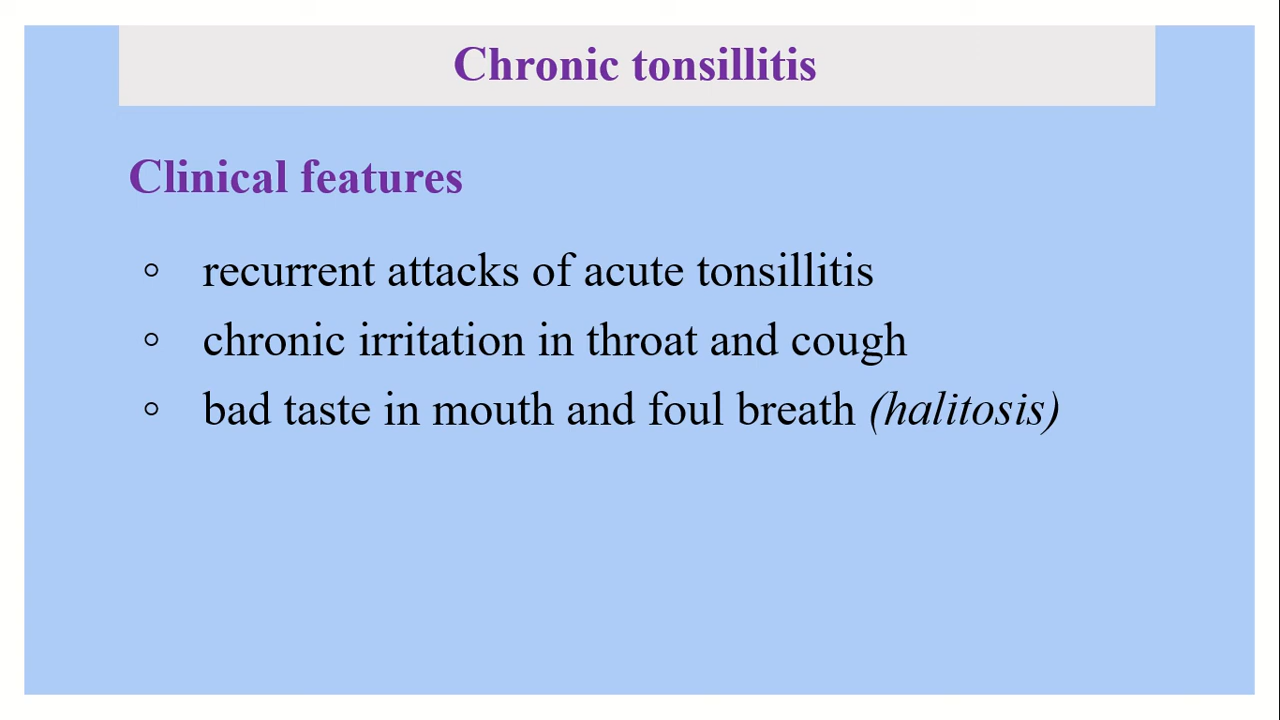 Chronic tonsillitis
Clinical features
◦ recurrent attacks of acute tonsillitis
◦ chronic irritation in throat and cough
◦ bad taste in mouth and foul breath (halitosis)